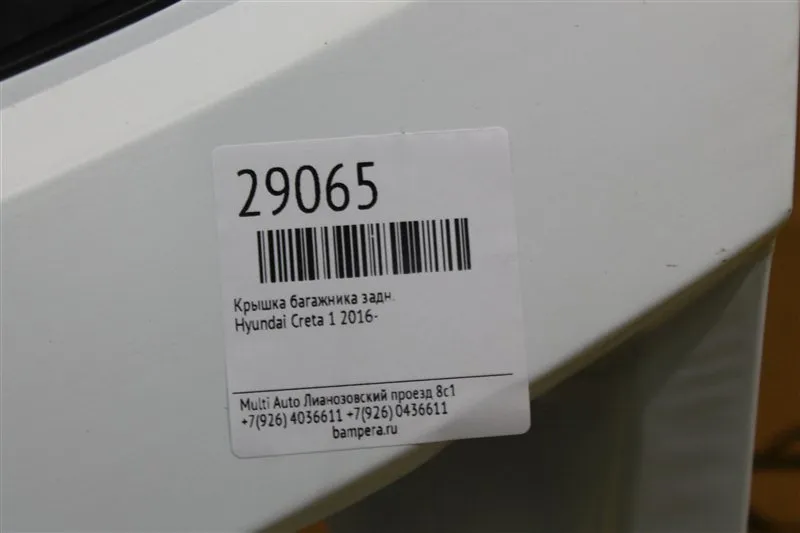 29065
Крышка багажника задн.
Hyundai Creta 1 2016-
Multi Auto Лианозовский проезд 8с1
+7(926) 4036611 +7(926) 0436611
bampera.ru